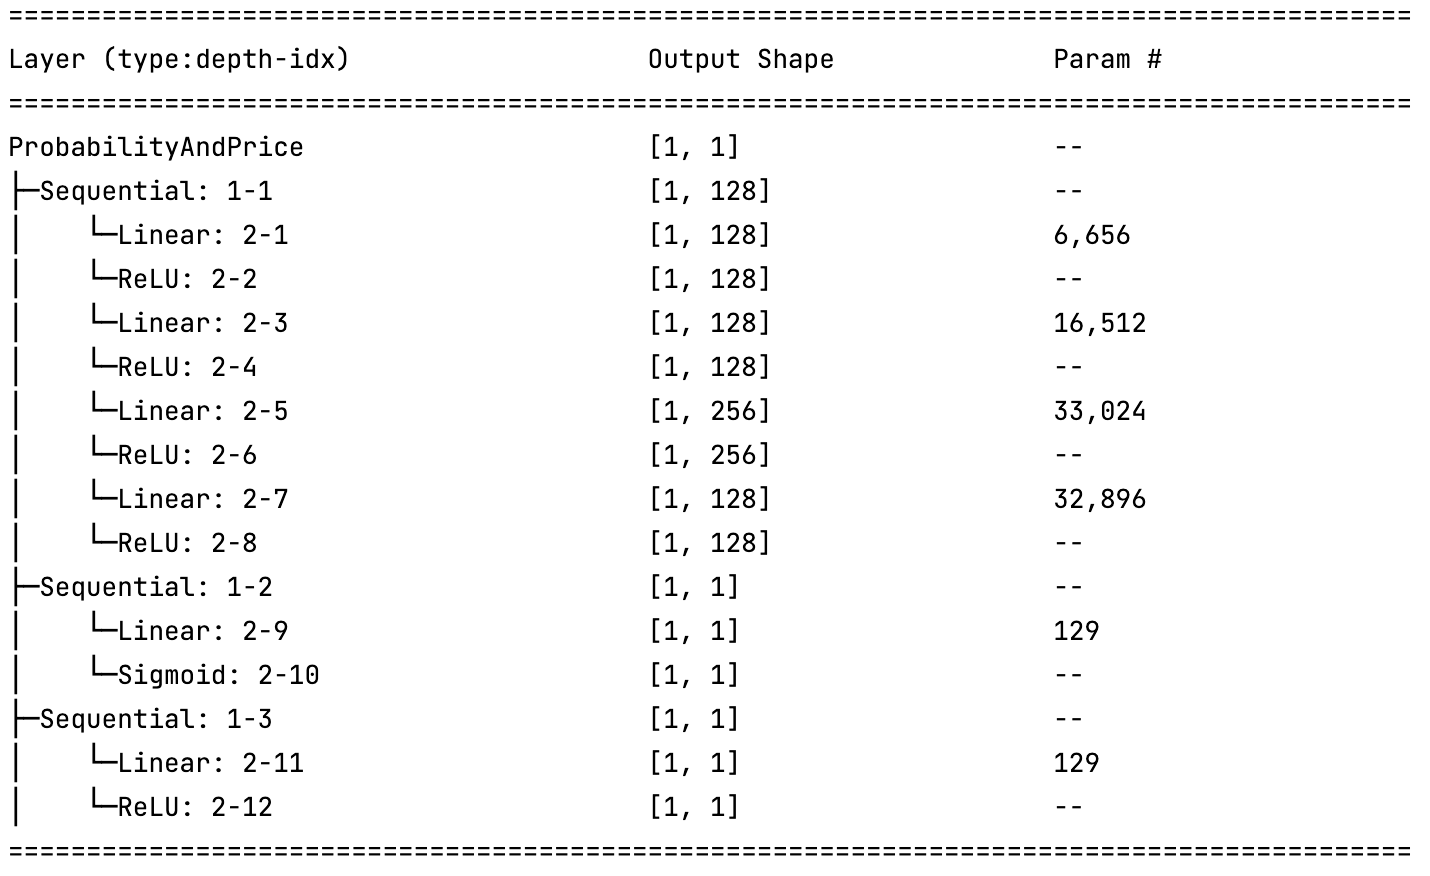 ==========================================================================================
Layer (type:depth-idx)                   Output Shape              Param #
==========================================================================================
ProbabilityAndPrice                      [1, 1]                    --
├─Sequential: 1-1                        [1, 128]                  --
│    └─Linear: 2-1                       [1, 128]                  6,656
│    └─ReLU: 2-2                         [1, 128]                  --
│    └─Linear: 2-3                       [1, 128]                  16,512
│    └─ReLU: 2-4                         [1, 128]                  --
│    └─Linear: 2-5                       [1, 256]                  33,024
│    └─ReLU: 2-6                         [1, 256]                  --
│    └─Linear: 2-7                       [1, 128]                  32,896
│    └─ReLU: 2-8                         [1, 128]                  --
├─Sequential: 1-2                        [1, 1]                    --
│    └─Linear: 2-9                       [1, 1]                    129
│    └─Sigmoid: 2-10                     [1, 1]                    --
├─Sequential: 1-3                        [1, 1]                    --
│    └─Linear: 2-11                      [1, 1]                    129
│    └─ReLU: 2-12                        [1, 1]                    --
==========================================================================================